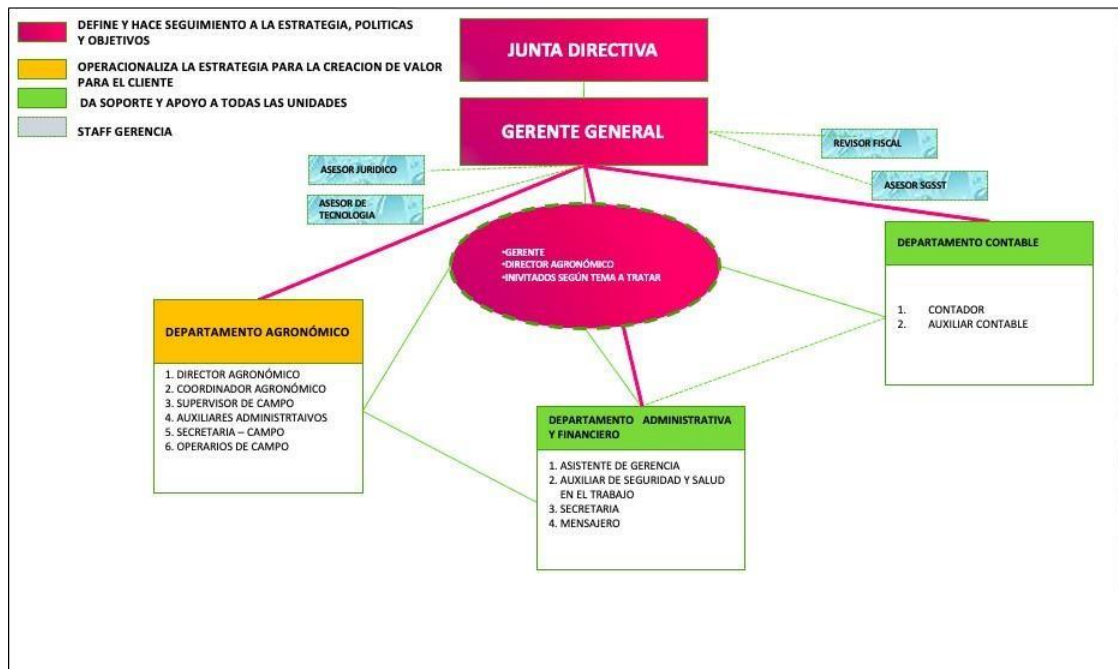 DEFINE Y HACE SEGUIMIENTO A LA ESTRATEGIA, POLITICAS
Y OBJETIVOS
OPERACIONALIZA LA ESTRATEGIA PARA LA CREACION DE VALOR
PARA EL CLIENTE
DA SOPORTE Y APOYO A TODAS LAS UNIDADES
STAFF GERENCIA
JUNTA DIRECTIVA
GERENTE GENERAL
ASESOR JURIDICO
ASESOR DE
TECNOLOGIA
REVISOR FISCAL
ASESOR SGSST
•GERENTE
•DIRECTOR AGRONÓMICO
•INIVITADOS SEGÚN TEMA A TRATAR
DEPARTAMENTO CONTABLE
1. CONTADOR
2. AUXILIAR CONTABLE
DEPARTAMENTO AGRONÓMICO
1. DIRECTOR AGRONÓMICO
2. COORDINADOR AGRONÓMICO
3. SUPERVISOR DE CAMPO
4. AUXILIARES ADMINISTRTAIVOS
5. SECRETARIA – CAMPO
6. OPERARIOS DE CAMPO
DEPARTAMENTO ADMINISTRATIVA
Y FINANCIERO
1. ASISTENTE DE GERENCIA
2. AUXILIAR DE SEGURIDAD Y SALUD
EN EL TRABAJO
3. SECRETARIA
4. MENSAJERO